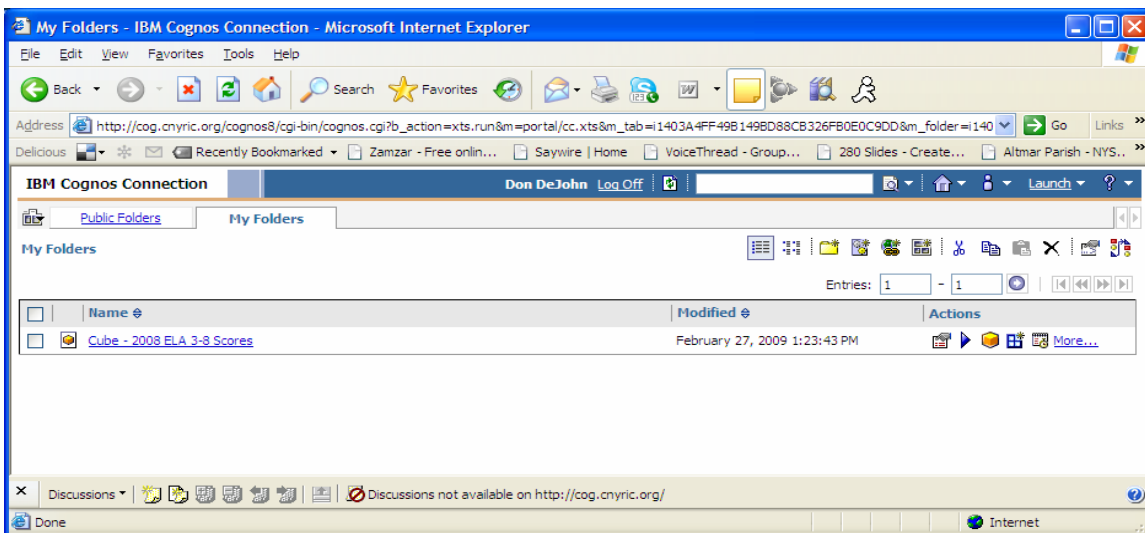 My Folders - IBM Cognos Connection - Microsoft Internet Explorer
File Edit View Favorites Tools Help
Back Search Favorites
Address http://cog.cnyric.org/cognos8/cgi-bin/cognos.cgi?b_action=xts.run&m=portal/cc.xts&m_tab=i1403A4FF49B149BD88CB326FB0E0C9DD&m_folder=i140 Go Links »
Delicious Recently Bookmarked Zamzar - Free onlin... Saywire | Home VoiceThread - Group... 280 Slides - Create... Altmar Parish - NYS.. »
IBM Cognos Connection Don DeJohn Log Off Launch ?
Public Folders My Folders
My Folders
Entries: 1 - 1
Name Modified Actions
Cube - 2008 ELA 3-8 Scores February 27, 2009 1:23:43 PM More...
Discussions Discussions not available on http://cog.cnyric.org/
Done Internet